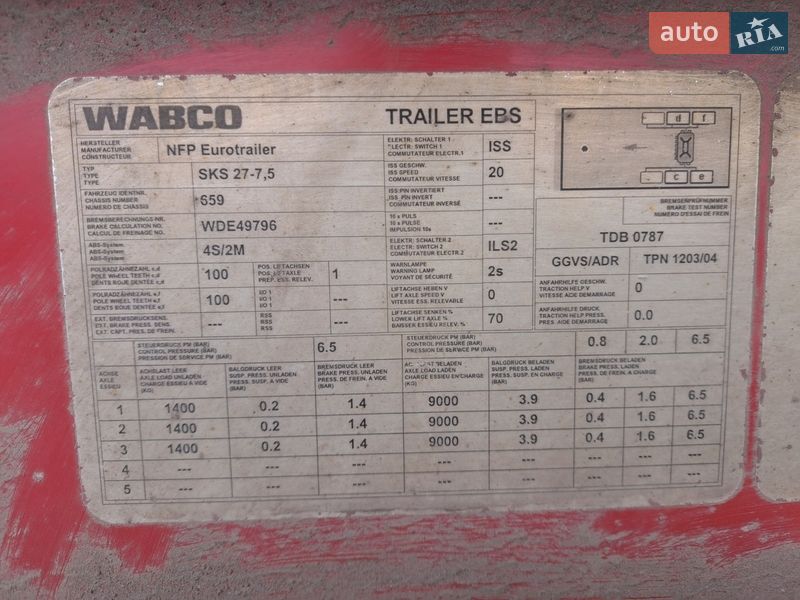 auto RIA .com
WABCO
TRAILER EBS
HERSTELLER
MANUFACTURER
CONSTRUCTEUR
NFP Eurotrailer
ELEKTR: SCHALTER 1
ELECTR: SWITCH 1
COMMUTATEUR ELECTR.1
ISS
d f
c e
TYP
TYPE
TYPE
SKS 27-7,5
ISS GESCHW.
ISS SPEED
COMMUTATEUR VITESSE
20
FAHRZEUG IDENTNR.
CHASSIS NUMBER
NUMERO DE CHÂSSIS
659
ISS:PIN INVERTIERT
ISS .PIN INVERT
COMMUTATEUR INVERSÉ
---
BREMSENPRUEFNR.
BRAKE TEST NUMBER
NUMERO D'ESSAI DE FREIN
BREMSBERECHNUNGS-NR.
BRAKE CALCULATION NO.
CALCUL DE FREINAGE NO.
WDE49796
10 x PULS
10 x PULSE
IMPULSION 10x
---
TDB 0787
ABS-System
ABS-System
ABS-System
4S/2M
ELEKTR: SCHALTER 2
ELECTR: SWITCH 2
COMMUTATEUR ELECTR.2
ILS2
GGVS/ADR
TPN 1203/04
POLRADZÄHNEZAHL c,d
POLE WHEEL TEETH c,d
DENTS ROUE DENTÉE c,d
100
POS. LIFTACHSEN
POS. LIFTAXLE
PREP. ESS. RELEV.
1
WARNLAMPE
WARNING LAMP
VOYANT DE SÉCURITÉ
2s
ANFAHRHILFE GESCHW.
TRACTION HELP V
VITESSE AIDE DEMARRAGE
0
POLRADZÄHNEZAHL e,f
POLE WHEEL TEETH e,f
DENTS ROUE DENTÉE e,f
100
I/O 1
I/O 1
I/O 1
---
LIFTACHSE HEBEN V
LIFT AXLE SPEED V
VITESSE ESS. RELEVABLE
0
ANFAHRHILFE DRUCK
TRACTION HELP PRESS.
PRES. AIDE DEMARRAGE
0.0
EXT. BREMSDRUCKSENS.
EXT. BRAKE PRESS. SENS.
EXT. CAPT. PRES. DE FREIN.
---
RSS
RSS
RSS
---
LIFTACHSE SENKEN %
LOWER LIFT AXLE %
BAISSER ESSIEU RELEV. %
70
STEUERDRUCK PM (BAR)
CONTROL PRESSURE PM (BAR)
PRESSION DE SERVICE PM (BAR)
6.5
STEUERDRUCK PM (BAR)
CONTROL PRESSURE PM (BAR)
PRESSION DE SERVICE PM (BAR)
0.8 2.0 6.5
ACHSE
AXLE
ESSIEU
ACHSLAST LEER
AXLE LOAD UNLADEN
CHARGE ESSIEU A VIDE
(KG)
BALGDRUCK LEER
SUSP. PRESS. UNLADEN
PRESS. SUSP. A VIDE
(BAR)
BREMSDRUCK LEER
BRAKE PRESS. UNLADEN
PRESS. DE FREIN. A VIDE
(BAR)
BELADEN
AXLE LOAD LADEN
CHARGE ESSIEU EN CHARGE
(KG)
BALGDRUCK BELADEN
SUSP. PRESS. LADEN
PRESS. SUSP. EN CHARGE
(BAR)
BREMSDRUCK BELADEN
BRAKE PRESS. LADEN
PRESS. DE FREIN. A CHARGE
(BAR)
1 1400 0.2 1.4 9000 3.9 0.4 1.6 6.5
2 1400 0.2 1.4 9000 3.9 0.4 1.6 6.5
3 1400 0.2 1.4 9000 3.9 0.4 1.6 6.5
4 --- --- --- --- --- --- --- ---
5 --- --- --- --- --- --- --- ---